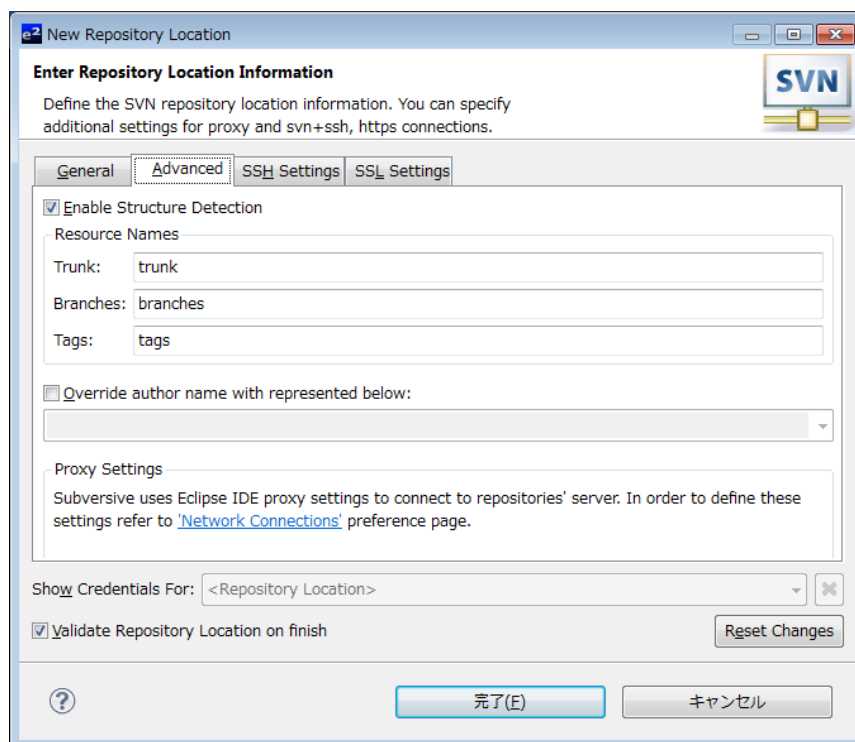 e² New Repository Location
Enter Repository Location Information
Define the SVN repository location information. You can specify
additional settings for proxy and svn+ssh, https connections.
SVN
General Advanced SSH Settings SSL Settings
Enable Structure Detection
Resource Names
Trunk: trunk
Branches: branches
Tags: tags
Override author name with represented below:
Proxy Settings
Subversive uses Eclipse IDE proxy settings to connect to repositories' server. In order to define these
settings refer to 'Network Connections' preference page.
Show Credentials For: <Repository Location>
Validate Repository Location on finish
Reset Changes
完了(F)
キャンセル